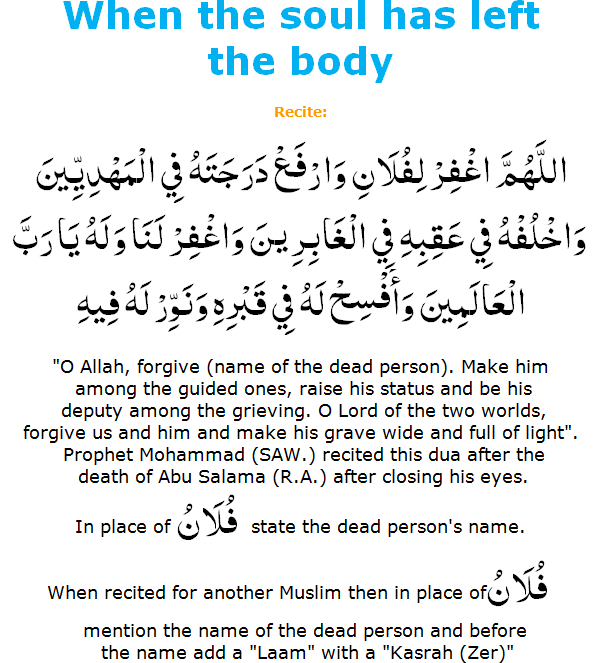 When the soul has left
the body
Recite:
اللَّهُمَّ اغْفِرْ لِفُلَانٍ وَارْفَعْ دَرَجَتَهُ فِي الْمَهْدِيِّينَ
وَاخْلُفْهُ فِي عَقِبِهِ فِي الْغَابِرِينَ وَاغْفِرْ لَنَا وَلَهُ يَا رَبَّ
الْعَالَمِينَ وَأَفْسِحْ لَهُ فِي قَبْرِهِ وَنَوِّرْ لَهُ فِيهِ
"O Allah, forgive (name of the dead person). Make him
among the guided ones, raise his status and be his
deputy among the grieving. O Lord of the two worlds,
forgive us and him and make his grave wide and full of light".
Prophet Mohammad (SAW.) recited this dua after the
death of Abu Salama (R.A.) after closing his eyes.
In place of فُلَانُ state the dead person's name.
When recited for another Muslim then in place of فُلَانُ
mention the name of the dead person and before
the name add a "Laam" with a "Kasrah (Zer)"